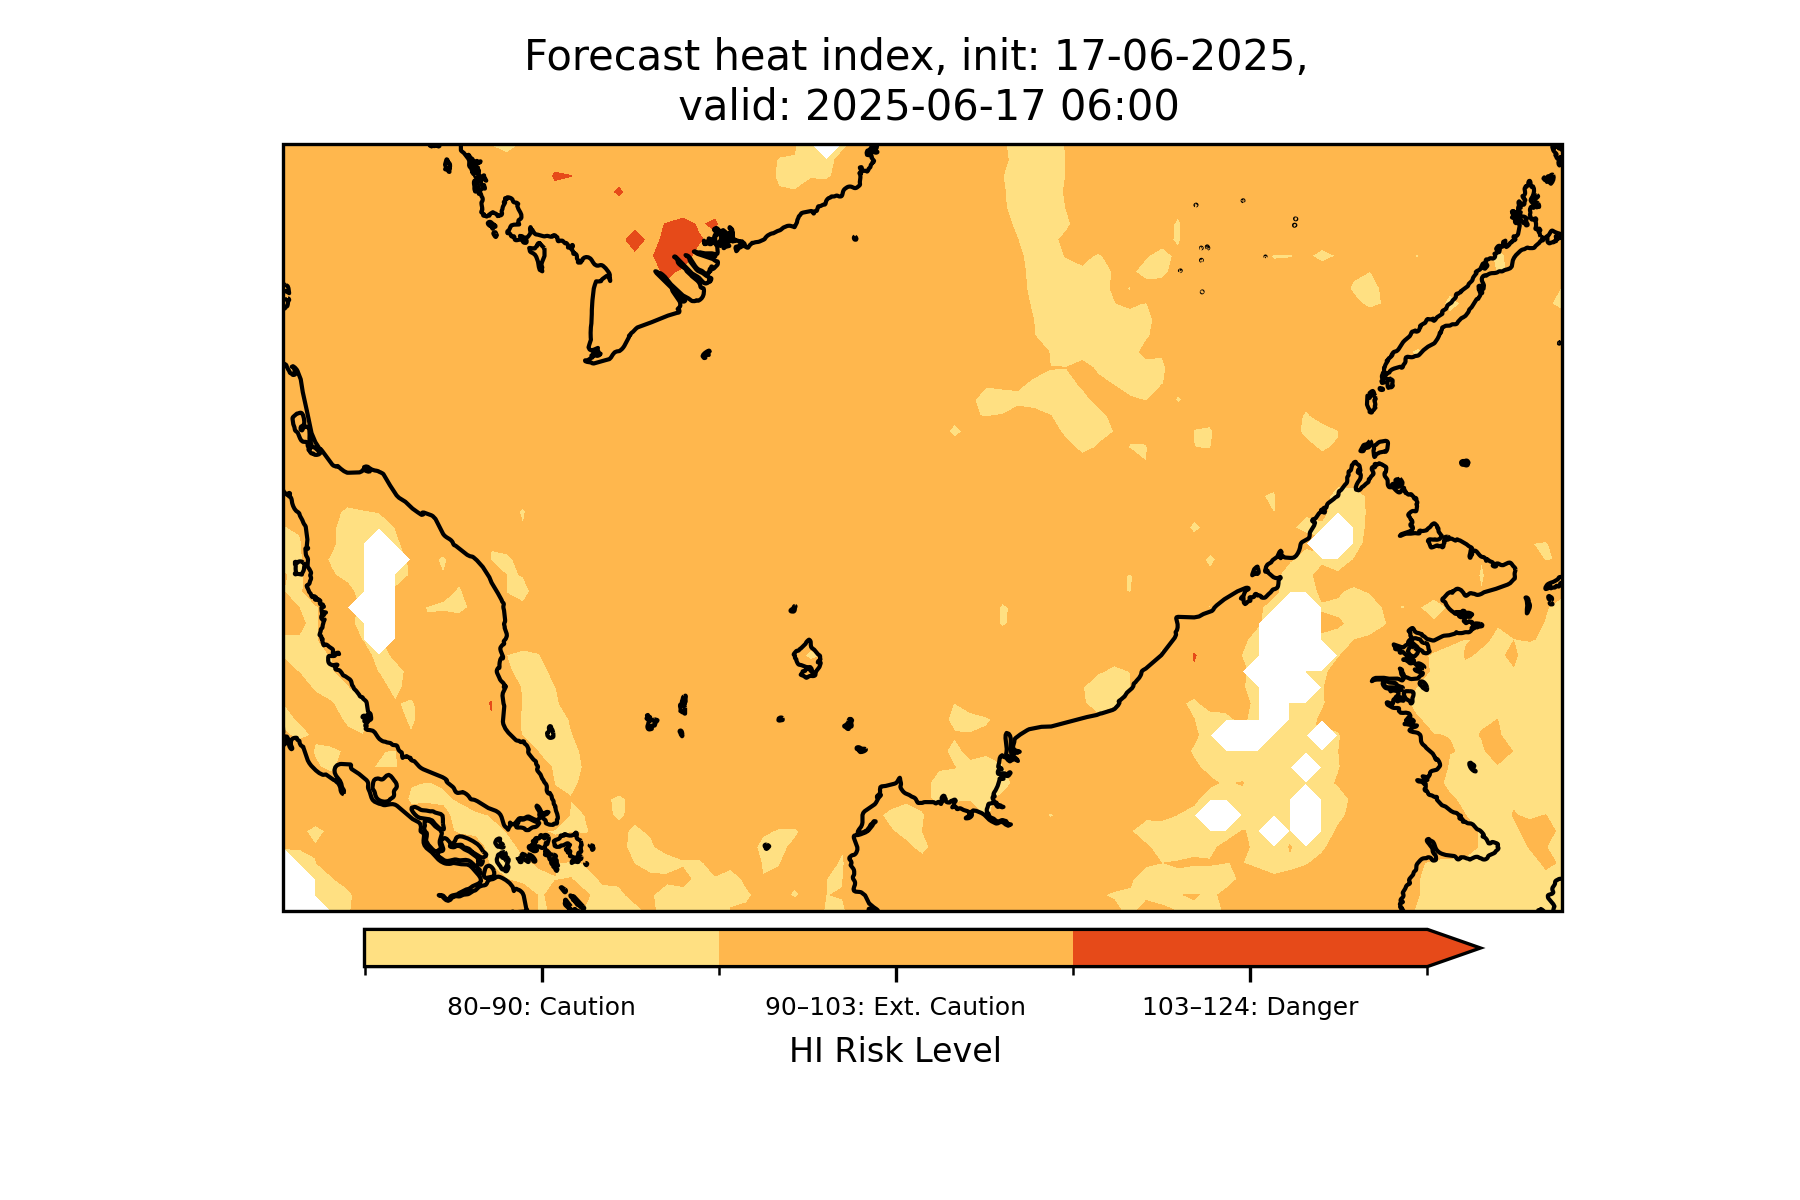 Forecast heat index, init: 17-06-2025,
valid: 2025-06-17 06:00
80–90: Caution
90–103: Ext. Caution
103–124: Danger
HI Risk Level